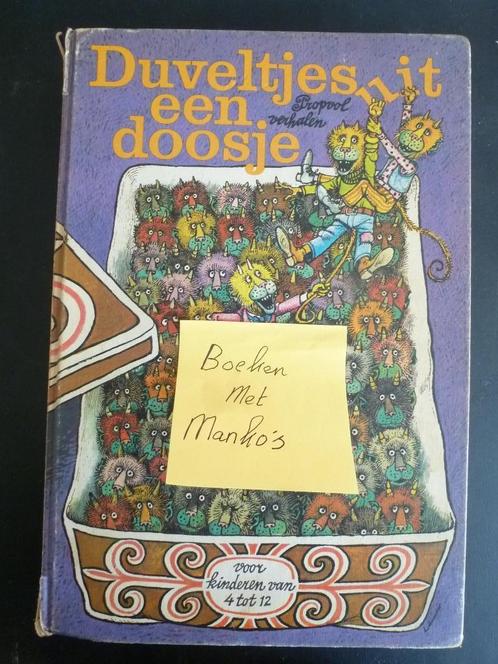 Duveltjes uit
een
doosje
Propvol
verhalen
Boeken
Met
Manko's
voor
kinderen van
4 tot 12